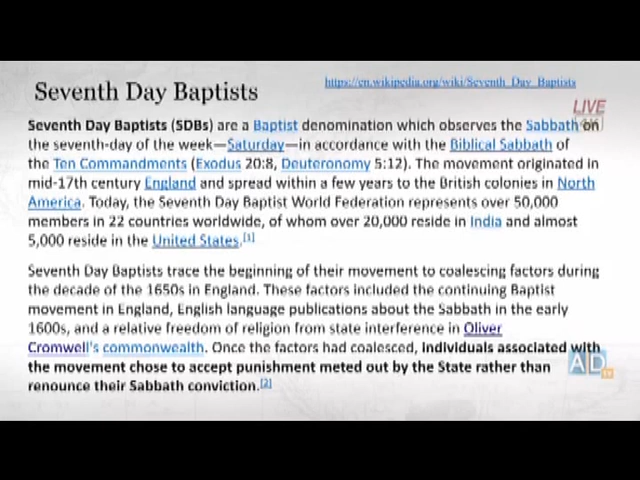 Seventh Day Baptists
https://en.wikipedia.org/wiki/Seventh_Day_Baptists
LIVE
Seventh Day Baptists (SDBs) are a Baptist denomination which observes the Sabbath on
the seventh-day of the week—Saturday—in accordance with the Biblical Sabbath of
the Ten Commandments (Exodus 20:8, Deuteronomy 5:12). The movement originated in
mid-17th century England and spread within a few years to the British colonies in North
America. Today, the Seventh Day Baptist World Federation represents over 50,000
members in 22 countries worldwide, of whom over 20,000 reside in India and almost
5,000 reside in the United States.[1]
Seventh Day Baptists trace the beginning of their movement to coalescing factors during
the decade of the 1650s in England. These factors included the continuing Baptist
movement in England, English language publications about the Sabbath in the early
1600s, and a relative freedom of religion from state interference in Oliver
Cromwell's commonwealth. Once the factors had coalesced, individuals associated with
the movement chose to accept punishment meted out by the State rather than
renounce their Sabbath conviction.[2]
AD